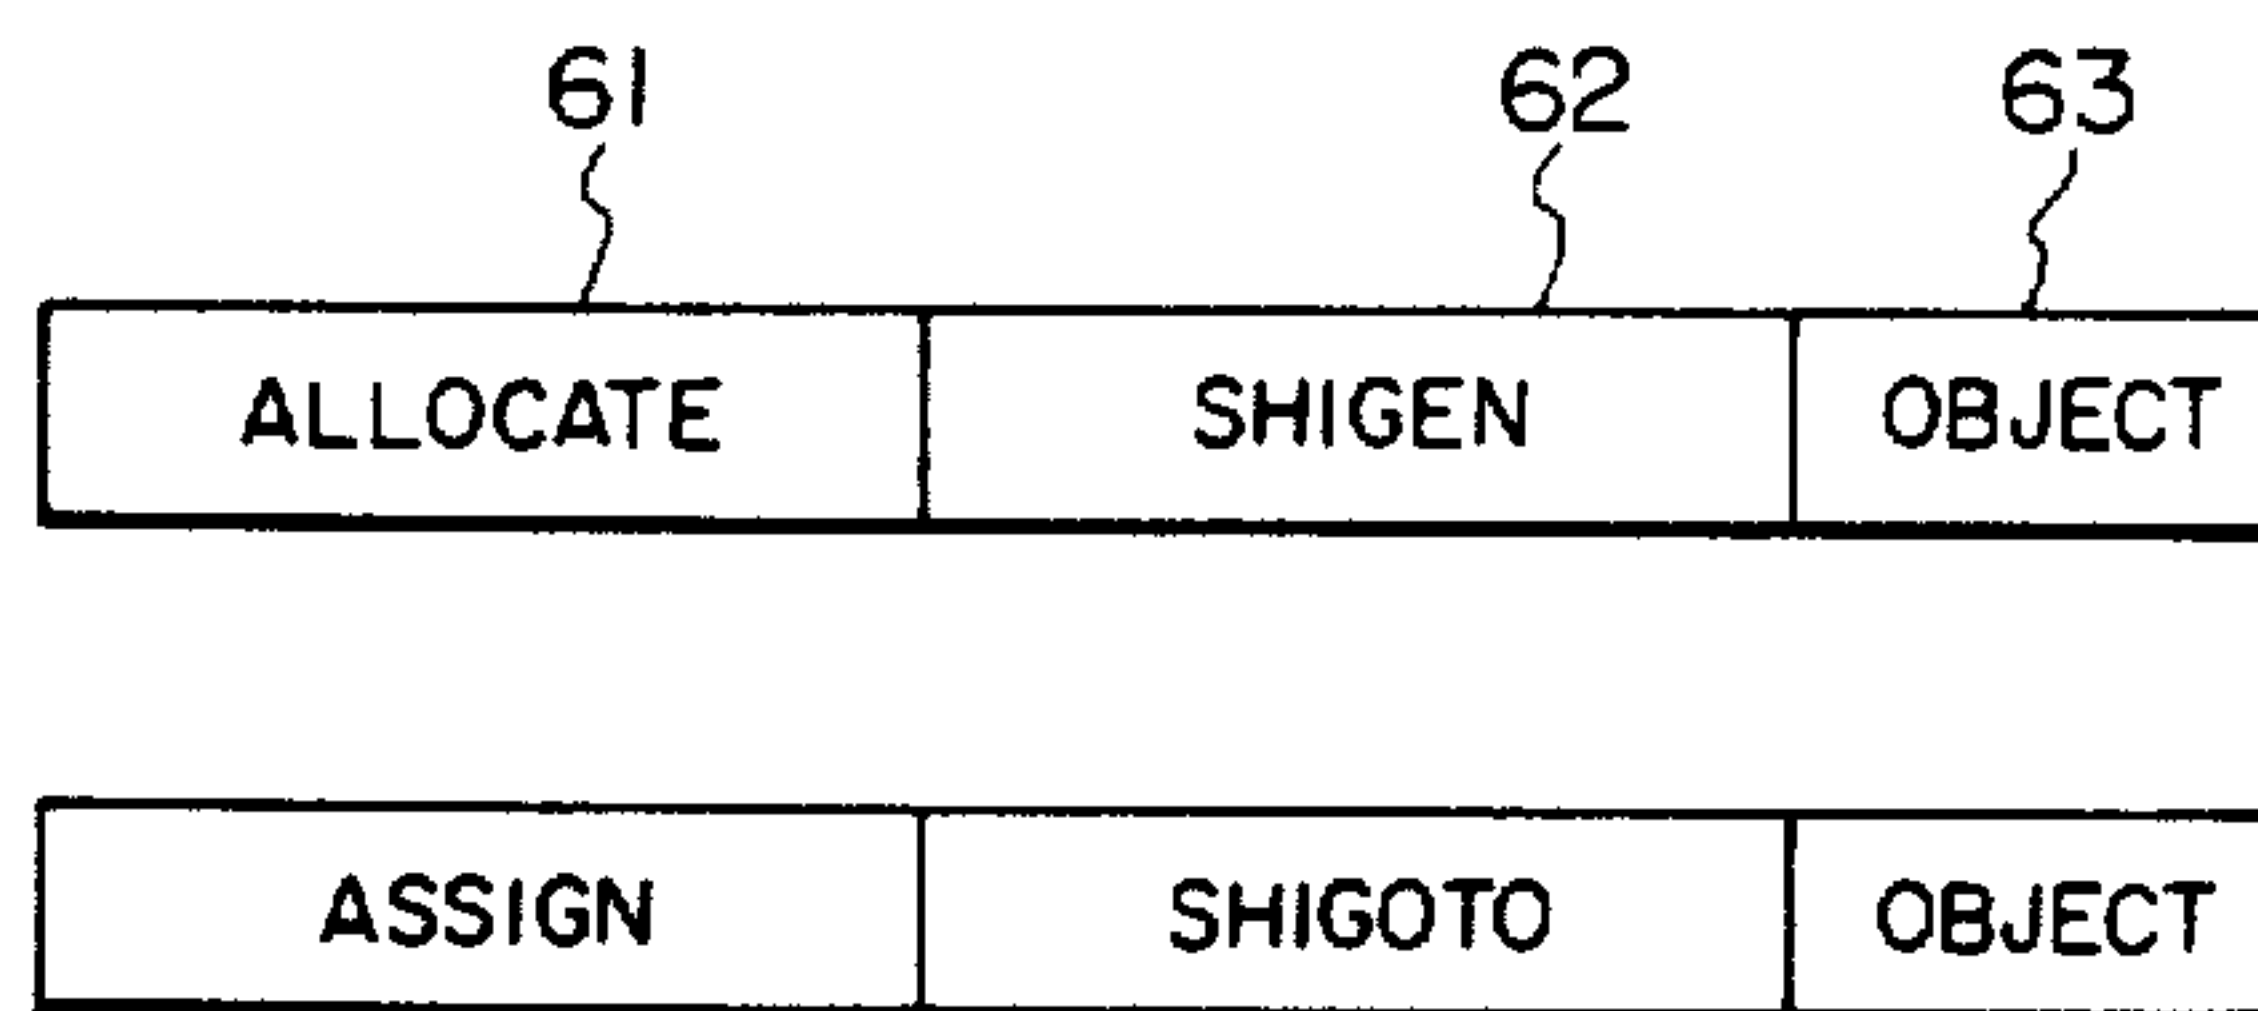 61 62 63
ALLOCATE SHIGEN OBJECT
ASSIGN SHIGOTO OBJECT